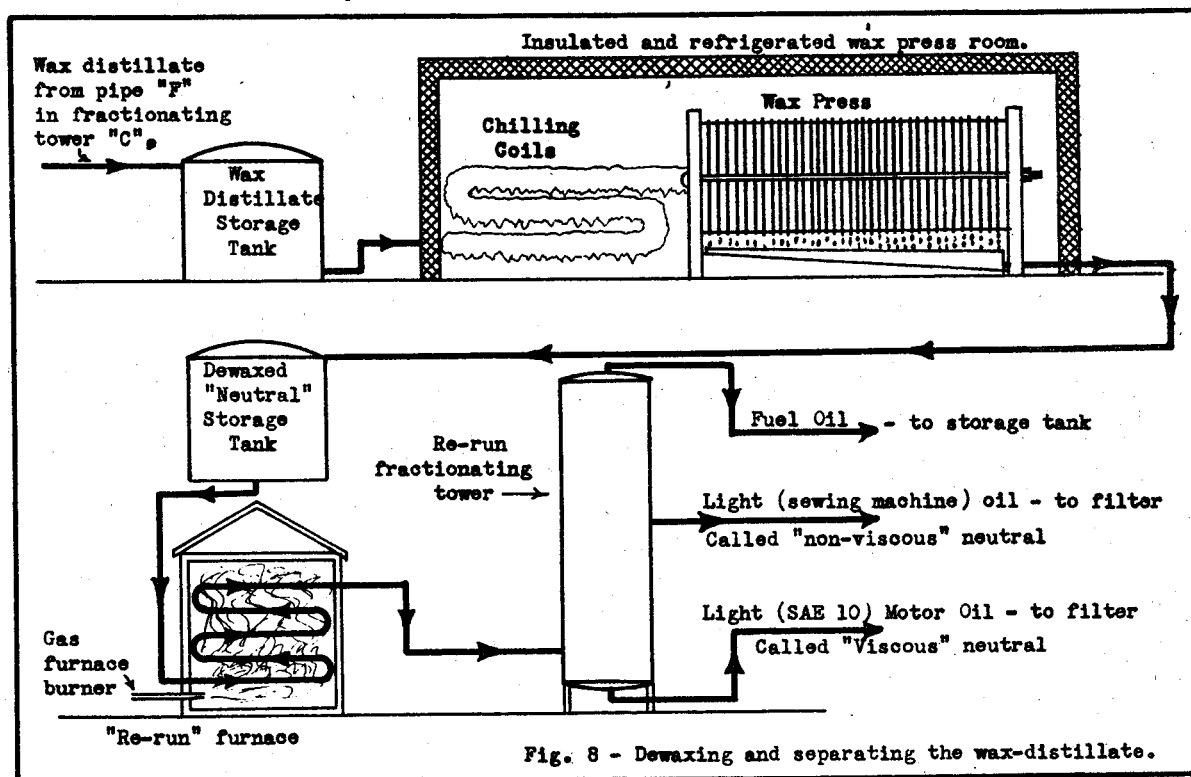 Insulated and refrigerated wax press room.
Wax distillate
from pipe "F"
in fractionating
tower "C".
Wax
Distillate
Storage
Tank
Chilling
Coils
Wax Press
Dewaxed
"Neutral"
Storage
Tank
Re-run
fractionating
tower
Fuel Oil - to storage tank
Light (sewing machine) oil - to filter
Called "non-viscous" neutral
Light (SAE 10) Motor Oil - to filter
Called "Viscous" neutral
Gas
furnace
burner
"Re-run" furnace
Fig. 8 - Dewaxing and separating the wax-distillate.